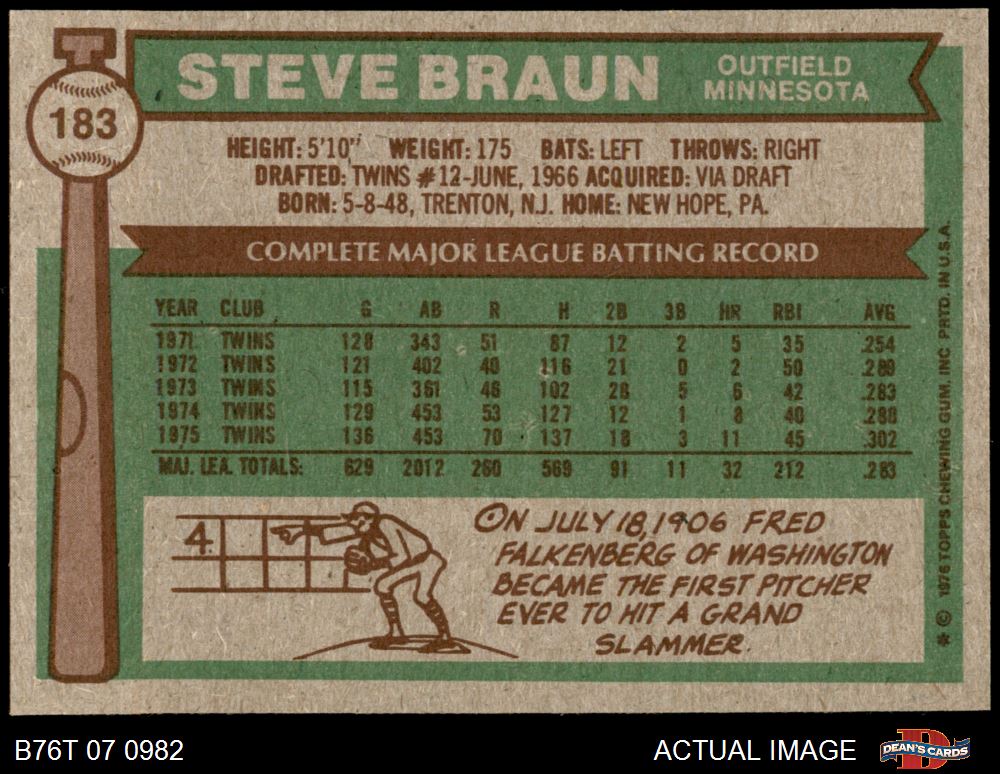 T
183
STEVE BRAUN
OUTFIELD
MINNESOTA
HEIGHT: 5'10" WEIGHT: 175 BATS: LEFT THROWS: RIGHT
DRAFTED: TWINS #12-JUNE, 1966 ACQUIRED: VIA DRAFT
BORN: 5-8-48, TRENTON, N.J. HOME: NEW HOPE, PA.
COMPLETE MAJOR LEAGUE BATTING RECORD
YEAR CLUB G AB R H 2B 3B HR RBI AVG
1971 TWINS 128 343 51 87 12 2 5 35 .254
1972 TWINS 121 402 40 116 21 0 2 50 .289
1973 TWINS 115 361 46 102 28 5 6 42 .283
1974 TWINS 129 453 53 127 12 1 8 40 .280
1975 TWINS 136 453 70 137 18 3 11 45 .302
MAJ. LEA. TOTALS: 629 2012 260 569 91 11 32 212 .283
4
ON JULY 18, 1906 FRED
FALKENBERG OF WASHINGTON
BECAME THE FIRST PITCHER
EVER TO HIT A GRAND
SLAMMER.
* © 1976 TOPPS CHEWING GUM, INC. PRTD. IN U.S.A.
B76T 07 0982
ACTUAL IMAGE
DEAN'S CARDS